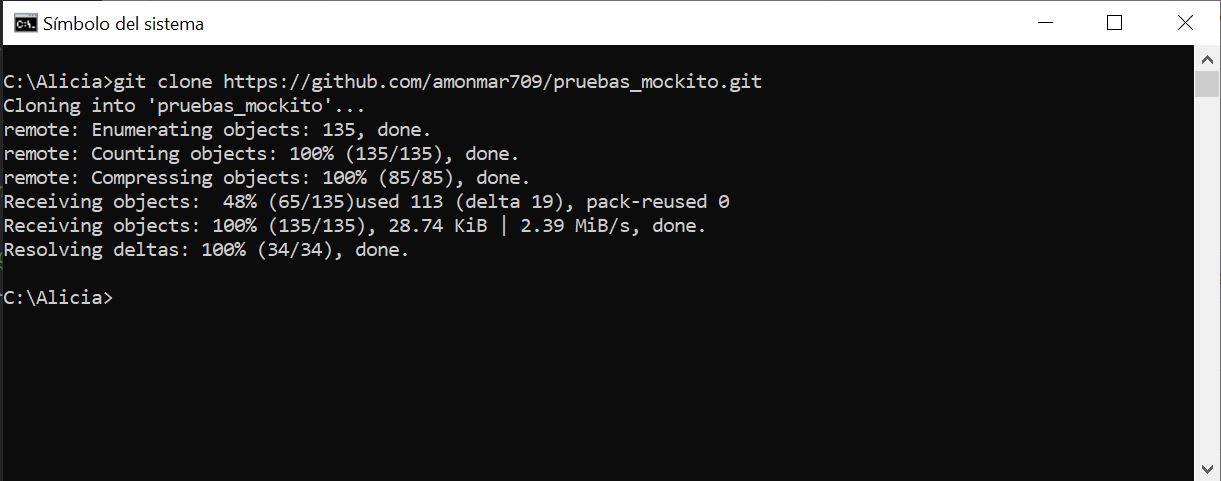 Símbolo del sistema
C:\Alicia>git clone https://github.com/amonmar709/pruebas_mockito.git
Cloning into 'pruebas_mockito'...
remote: Enumerating objects: 135, done.
remote: Counting objects: 100% (135/135), done.
remote: Compressing objects: 100% (85/85), done.
Receiving objects:  48% (65/135)used 113 (delta 19), pack-reused 0
Receiving objects: 100% (135/135), 28.74 KiB | 2.39 MiB/s, done.
Resolving deltas: 100% (34/34), done.
C:\Alicia>